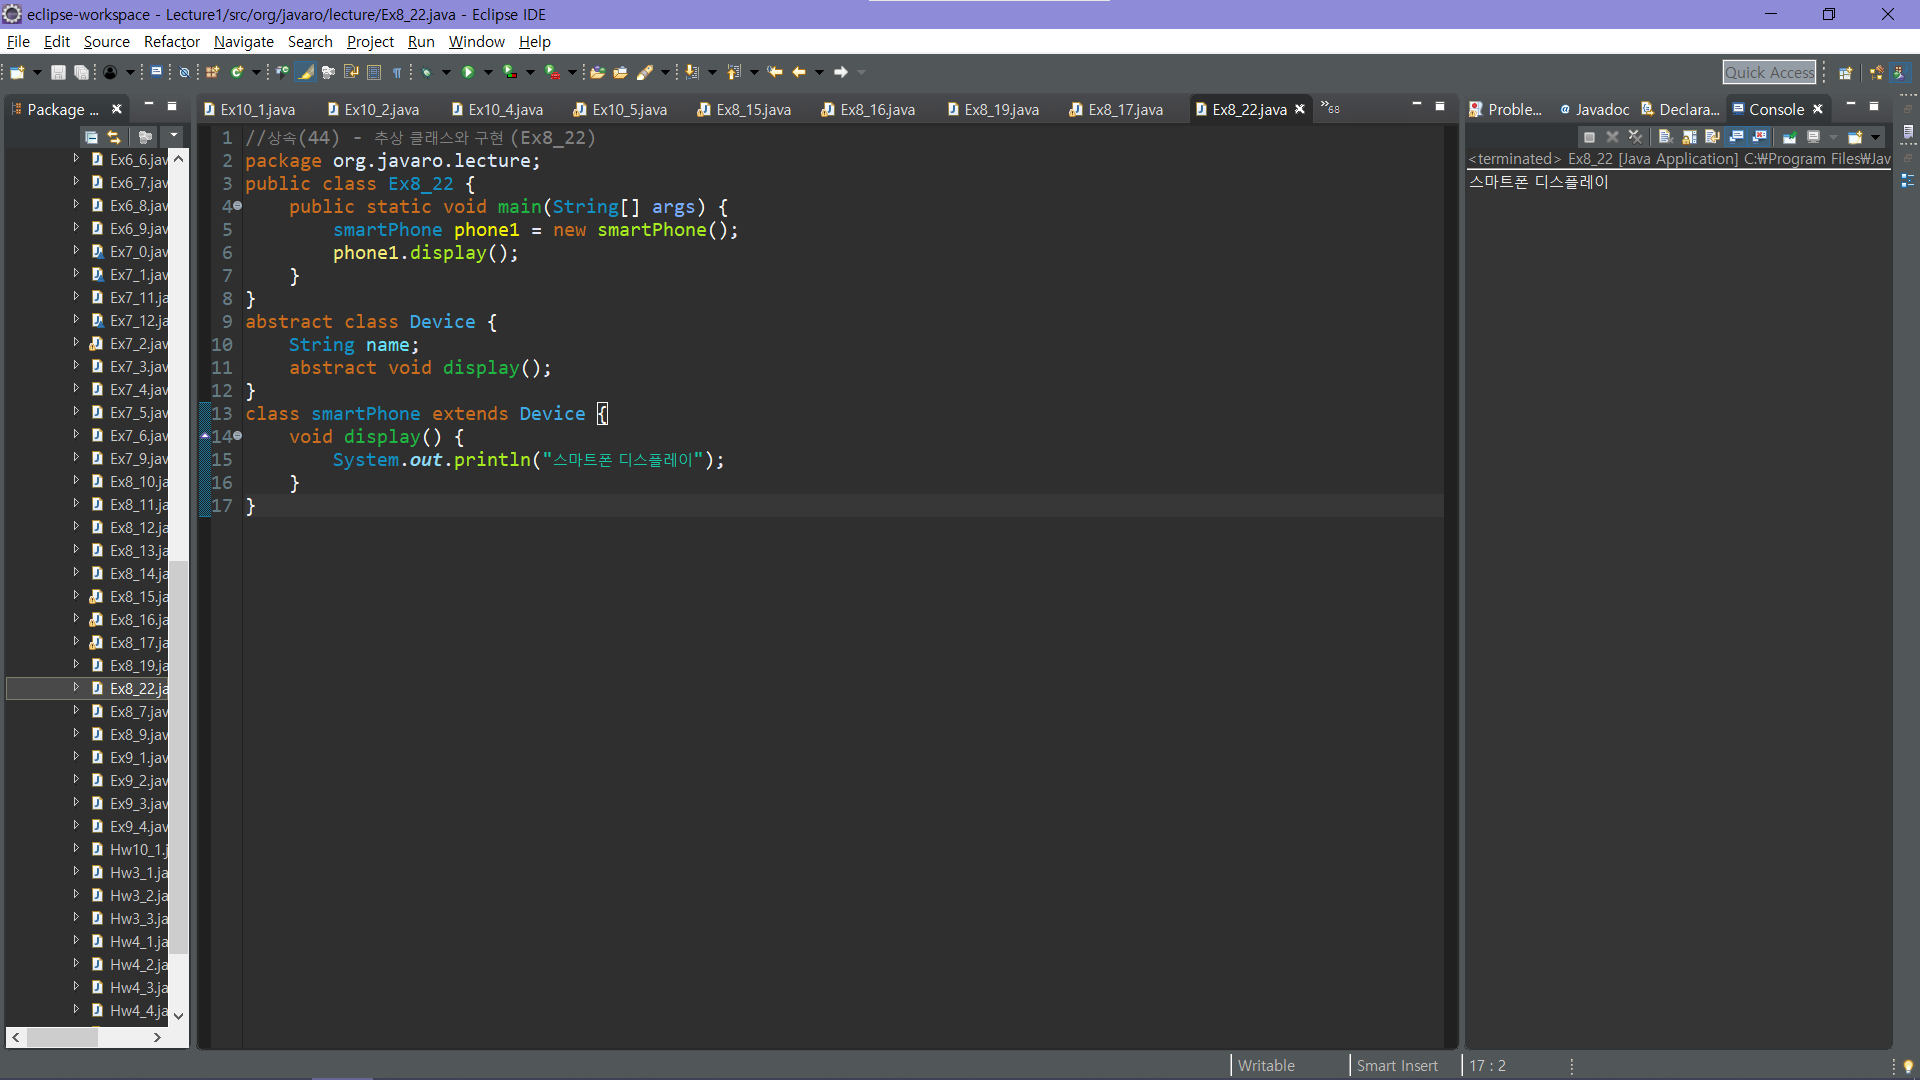 eclipse-workspace - Lecture1/src/org/javaro/lecture/Ex8_22.java - Eclipse IDE
File Edit Source Refactor Navigate Search Project Run Window Help
Quick Access
Package ...
Ex10_1.java Ex10_2.java Ex10_4.java Ex10_5.java Ex8_15.java Ex8_16.java Ex8_19.java Ex8_17.java Ex8_22.java »68
Proble... @ Javadoc Declara... Console
Ex6_6.jav
Ex6_7.jav
Ex6_8.jav
Ex6_9.jav
Ex7_0.jav
Ex7_1.jav
Ex7_11.ja
Ex7_12.ja
Ex7_2.jav
Ex7_3.jav
Ex7_4.jav
Ex7_5.jav
Ex7_6.jav
Ex7_9.jav
Ex8_10.ja
Ex8_11.ja
Ex8_12.ja
Ex8_13.ja
Ex8_14.ja
Ex8_15.ja
Ex8_16.ja
Ex8_17.ja
Ex8_19.ja
Ex8_22.ja
Ex8_7.jav
Ex8_9.jav
Ex9_1.jav
Ex9_2.jav
Ex9_3.jav
Ex9_4.jav
Hw10_1.j
Hw3_1.ja
Hw3_2.ja
Hw3_3.ja
Hw4_1.ja
Hw4_2.ja
Hw4_3.ja
Hw4_4.ja
1 //상속(44) - 추상 클래스와 구현 (Ex8_22)
2 package org.javaro.lecture;
3 public class Ex8_22 {
4     public static void main(String[] args) {
5         smartPhone phone1 = new smartPhone();
6         phone1.display();
7     }
8 }
9 abstract class Device {
10     String name;
11     abstract void display();
12 }
13 class smartPhone extends Device {
14     void display() {
15         System.out.println("스마트폰 디스플레이");
16     }
17 }
<terminated> Ex8_22 [Java Application] C:₩Program Files₩Jav
스마트폰 디스플레이
Writable Smart Insert 17 : 2